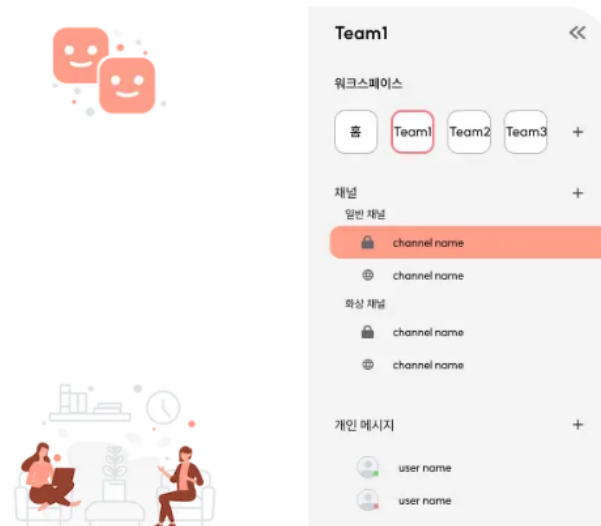 Team1
워크스페이스
홈 Team1 Team2 Team3 +
채널 +
일반 채널
channel name
channel name
화상 채널
channel name
channel name
개인 메시지 +
user name
user name